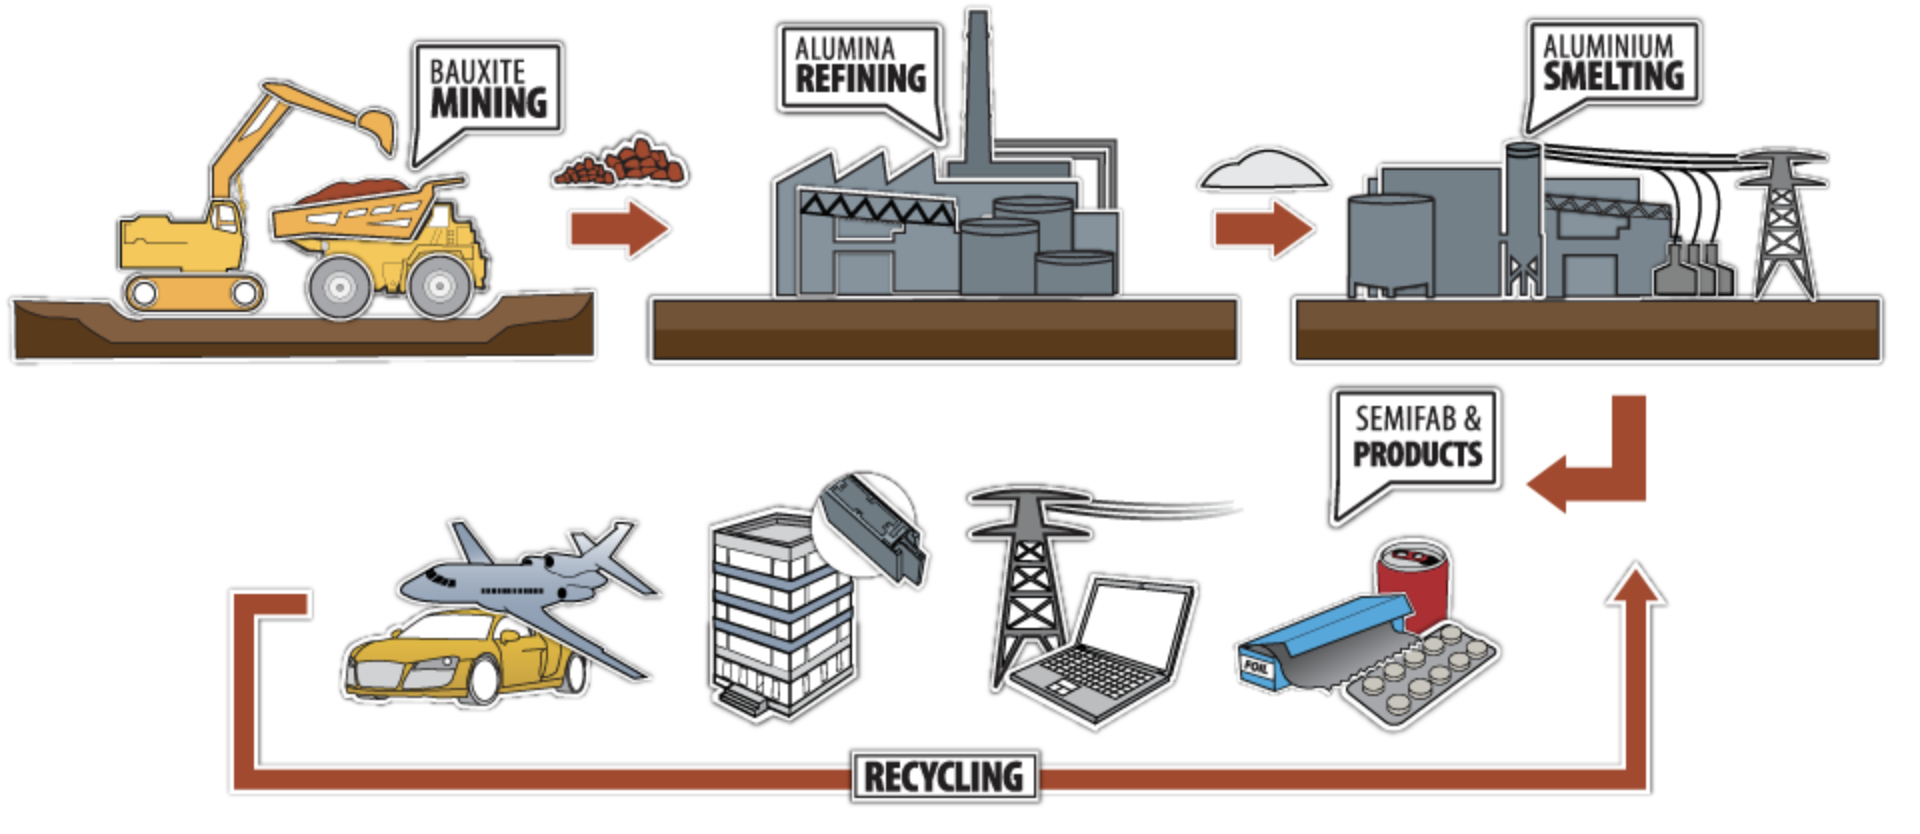 BAUXITE
MINING
ALUMINA
REFINING
ALUMINIUM
SMELTING
SEMIFAB &
PRODUCTS
FOIL
RECYCLING